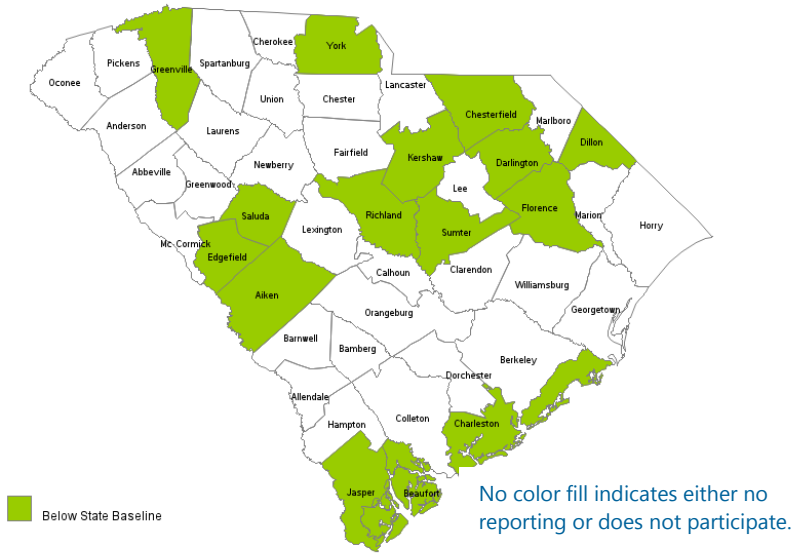 Cherokee
York
Pickens
Spartanburg
Greenville
Oconee
Lancaster
Union
Chester
Chesterfield
Marlboro
Anderson
Laurens
Dillon
Fairfield
Kershaw
Darlington
Newberry
Abbeville
Greenwood
Lee
Florence
Saluda
Richland
Marion
Horry
Lexington
Sumter
Mc Cormick
Edgefield
Calhoun
Clarendon
Williamsburg
Aiken
Orangeburg
Georgetown
Barnwell
Bamberg
Berkeley
Dorchester
Allendale
Colleton
Charleston
Hampton
Jasper
Beaufort
No color fill indicates either no
reporting or does not participate.
Below State Baseline